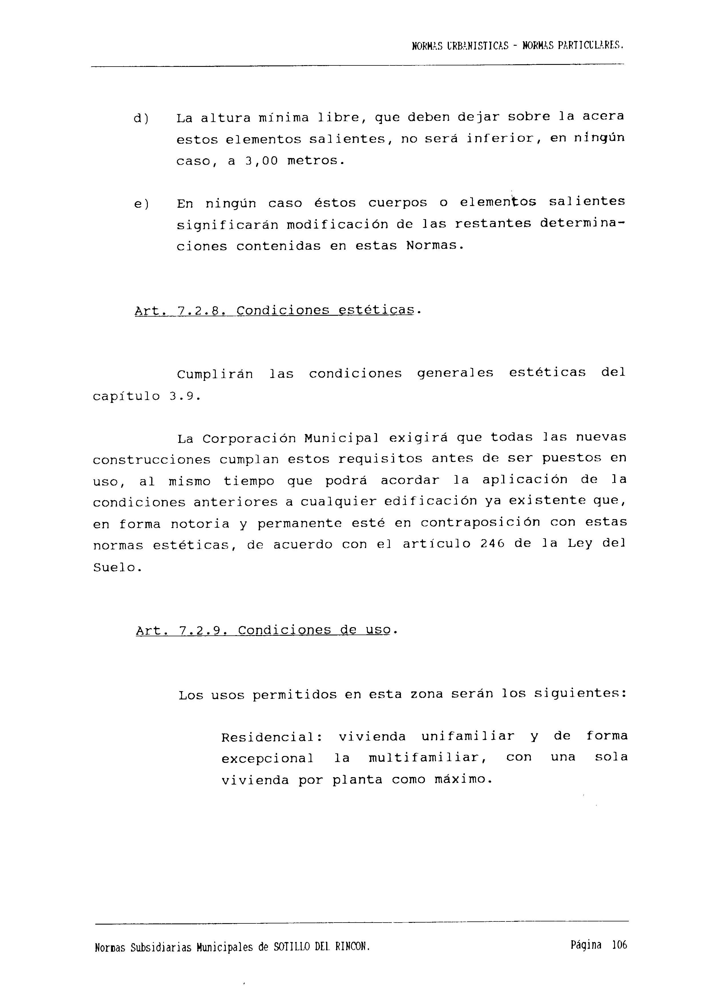 NORMAS URBANISTICAS - NORMAS PARTICULARES.
d) La altura mínima libre, que deben dejar sobre la acera
estos elementos salientes, no será inferior, en ningún
caso, a 3,00 metros.
e) En ningún caso éstos cuerpos o elementos salientes
significarán modificación de las restantes determina-
ciones contenidas en estas Normas.
Art. 7.2.8. Condiciones estéticas.
Cumplirán las condiciones generales estéticas del
capítulo 3.9.
La Corporación Municipal exigirá que todas las nuevas
construcciones cumplan estos requisitos antes de ser puestos en
uso, al mismo tiempo que podrá acordar la aplicación de la
condiciones anteriores a cualquier edificación ya existente que,
en forma notoria y permanente esté en contraposición con estas
normas estéticas, de acuerdo con el artículo 246 de la Ley del
Suelo.
Art. 7.2.9. Condiciones de uso.
Los usos permitidos en esta zona serán los siguientes:
Residencial: vivienda unifamiliar y de forma
excepcional la multifamiliar, con una sola
vivienda por planta como máximo.
Normas Subsidiarias Municipales de SOTILLO DEL RINCON. Página 106